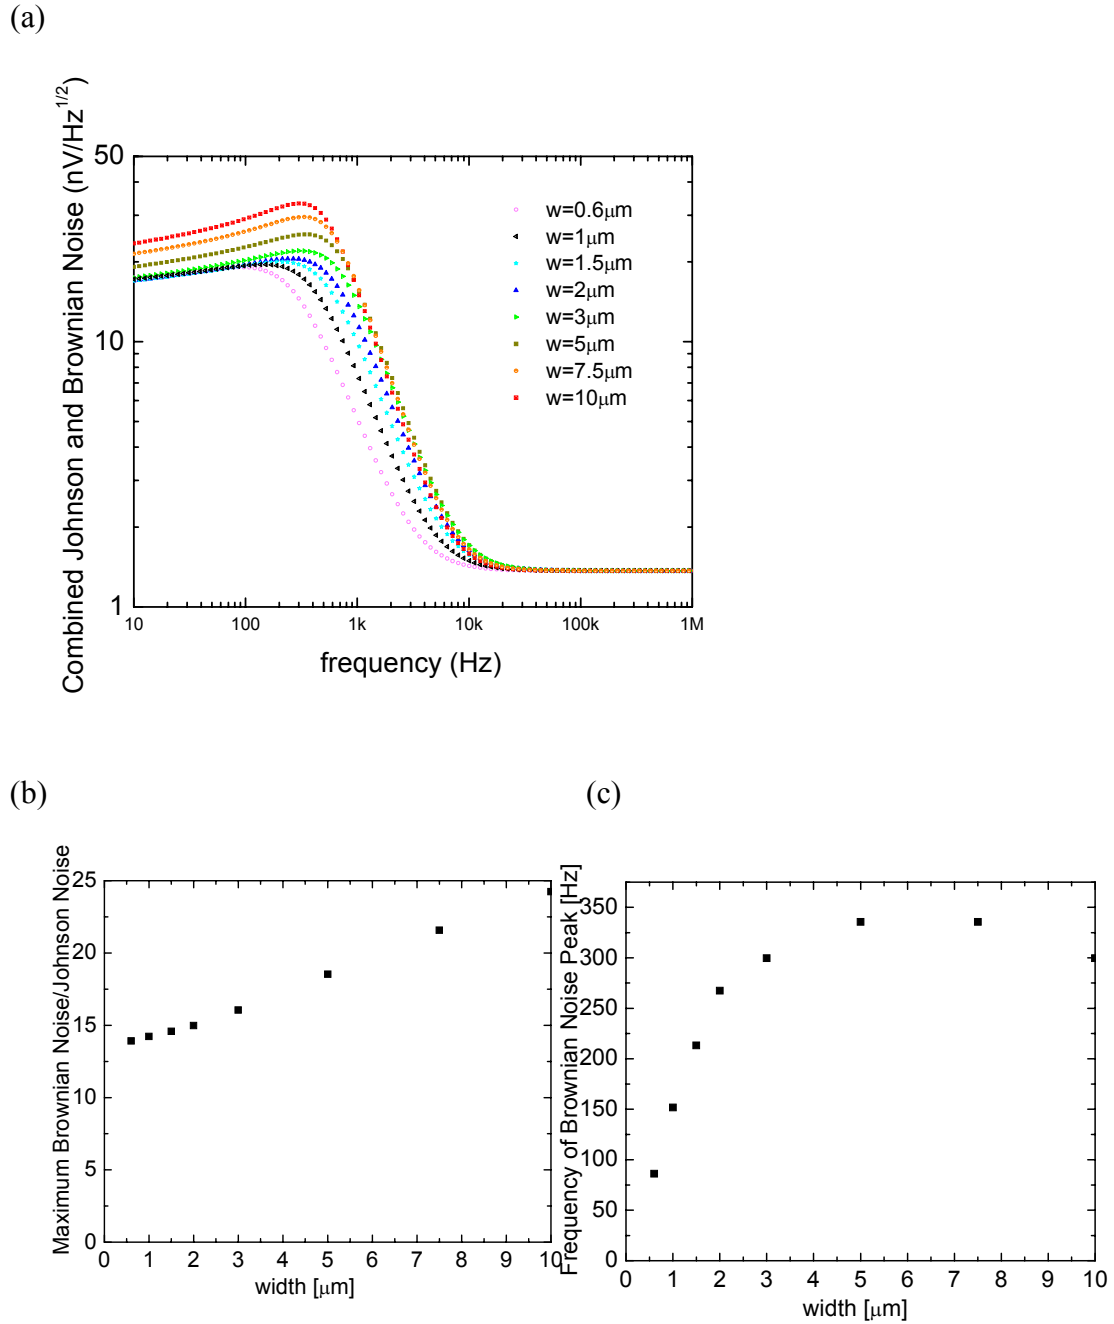 (a)
Combined Johnson and Brownian Noise (nV/Hz1/2)
50
10
1
w=0.6μm
w=1μm
w=1.5μm
w=2μm
w=3μm
w=5μm
w=7.5μm
w=10μm
10 100 1k 10k 100k 1M
frequency (Hz)
(b)
Maximum Brownian Noise/Johnson Noise
25
20
15
10
5
0
0 1 2 3 4 5 6 7 8 9 10
width [μm]
(c)
Frequency of Brownian Noise Peak [Hz]
350
300
250
200
150
100
50
0
0 1 2 3 4 5 6 7 8 9 10
width [μm]